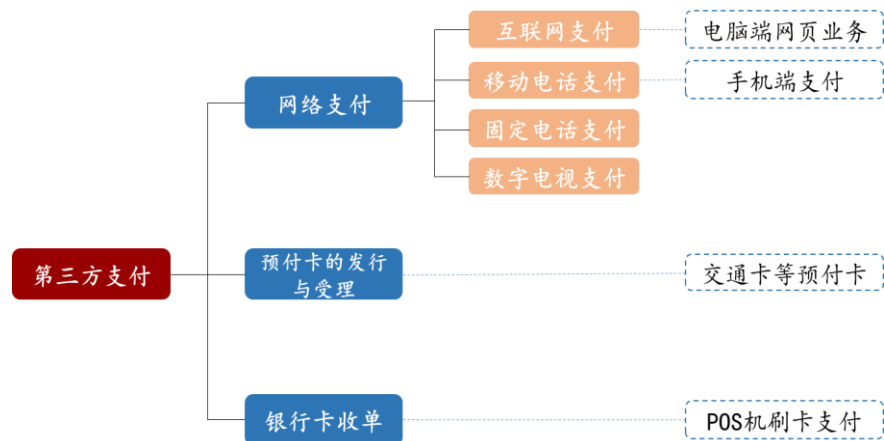 互联网支付
电脑端网页业务
移动电话支付
手机端支付
网络支付
固定电话支付
数字电视支付
第三方支付
预付卡的发行
与受理
交通卡等预付卡
银行卡收单
POS机刷卡支付